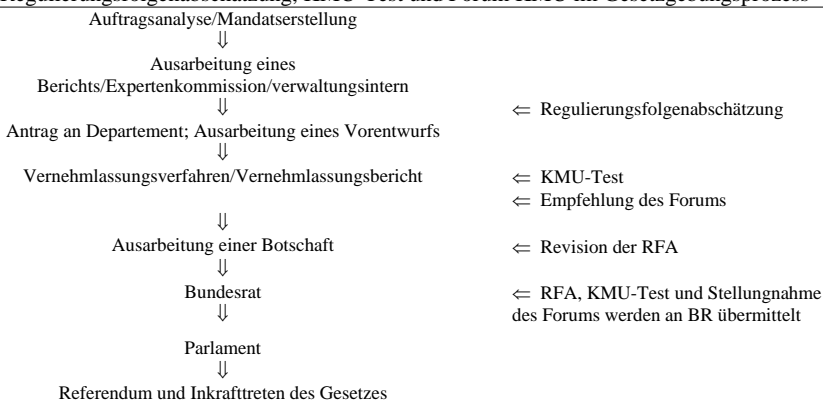 Regulierungsfolgenabschätzung, KMU-Test und Forum KMU im Gesetzgebungsprozess
Auftragsanalyse/Mandatserstellung
⇓
Ausarbeitung eines
Berichts/Expertenkommission/verwaltungsintern
⇓ ⇐ Regulierungsfolgenabschätzung
Antrag an Departement; Ausarbeitung eines Vorentwurfs
⇓
Vernehmlassungsverfahren/Vernehmlassungsbericht ⇐ KMU-Test
⇐ Empfehlung des Forums
⇓
Ausarbeitung einer Botschaft ⇐ Revision der RFA
⇓
Bundesrat ⇐ RFA, KMU-Test und Stellungnahme
⇓ des Forums werden an BR übermittelt
Parlament
⇓
Referendum und Inkrafttreten des Gesetzes